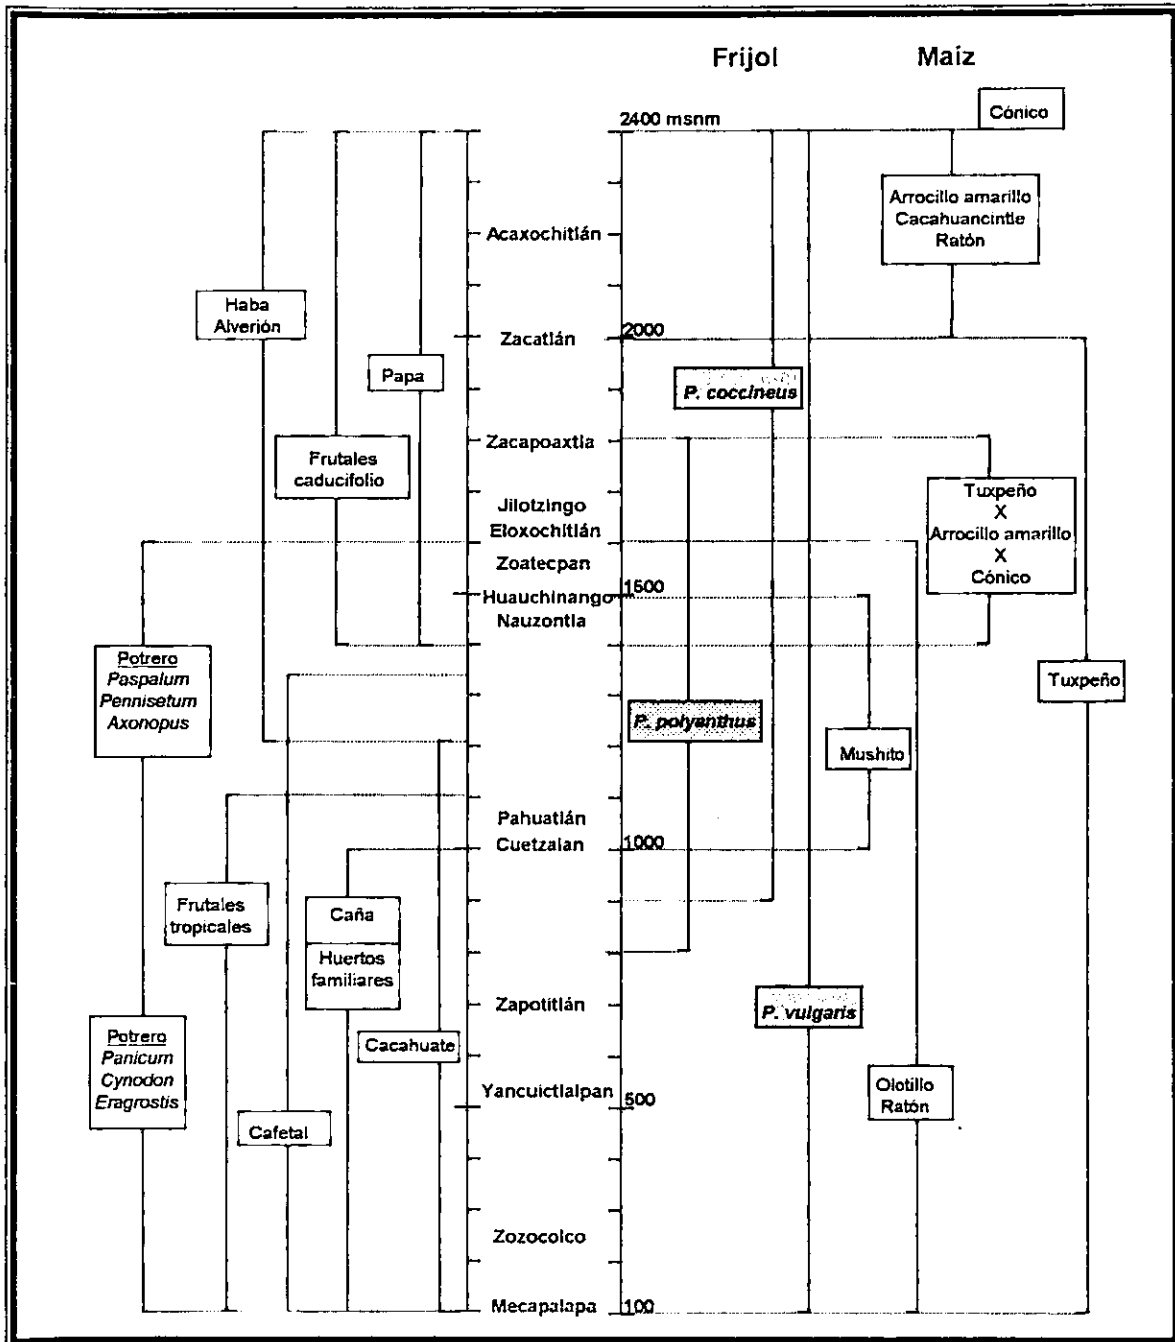 Frijol
Maíz
2400 msnm
Cónico
Arrocillo amarillo
Cacahuancintle
Ratón
Acaxochitlán
Haba
Alverjón
Zacatlán
2000
Papa
P. coccineus
Zacapoaxtla
Frutales
caducifolio
Jilotzingo
Eloxochitlán
Zoatecpan
Tuxpeño
X
Arrocillo amarillo
X
Cónico
Huauchinango
1500
Nauzontla
Potrero
Paspalum
Pennisetum
Axonopus
Tuxpeño
P. polyanthus
Mushito
Pahuatlán
Cuetzalan
1000
Frutales
tropicales
Caña
Huertos
familiares
Zapotitlán
P. vulgaris
Potrero
Panicum
Cynodon
Eragrostis
Cacahuate
Yancuictlalpan
500
Olotillo
Ratón
Cafetal
Zozocolco
Mecapalapa
100